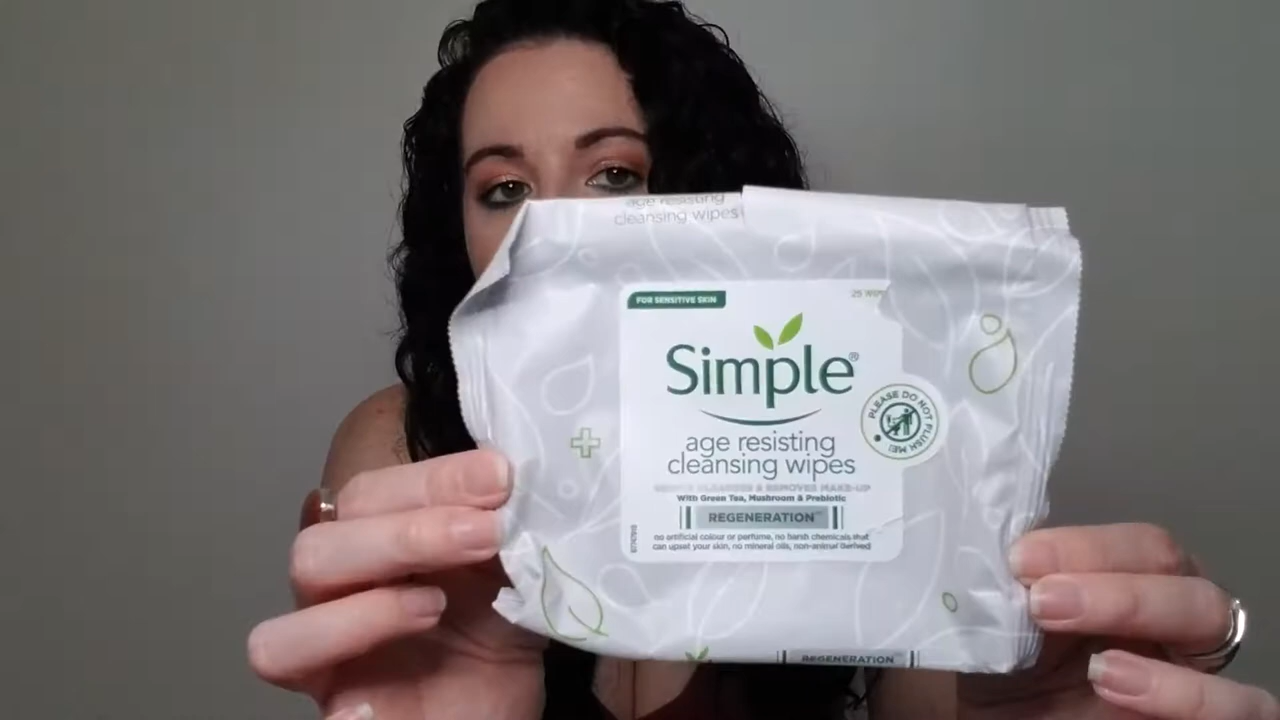 age resisting
cleansing wipes
FOR SENSITIVE SKIN
25
Simple®
PLEASE DO NOT FLUSH ME!
age resisting
cleansing wipes
With Green Tea, Mushroom & Prebiotic
REGENERATION™
no artificial colour or perfume, no harsh chemicals that
can upset your skin, no mineral oils, non-animal derived
REGENERATION